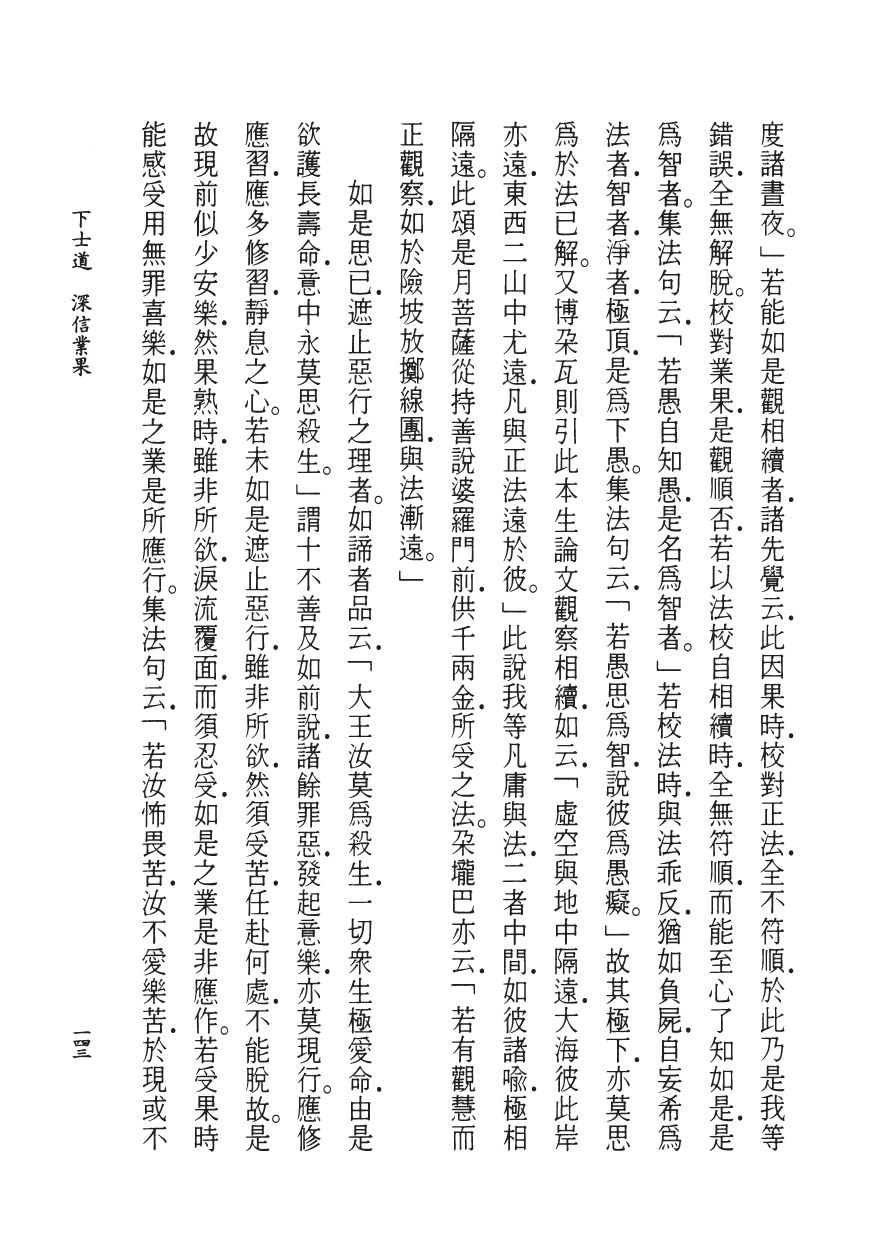 度諸晝夜。」若能如是觀相續者．諸先覺云．此因果時．校對正法．全不符順．於此乃是我等
錯誤．全無解脫。校對業果．是觀順否．若以法校自相續時．全無符順．而能至心了知如是．是
爲智者。集法句云．「若愚自知愚．是名爲智者。」若校法時．與法乖反．猶如負屍．自妄希爲
法者．智者．淨者．極頂．是爲下愚。集法句云．「若愚思爲智．說彼爲愚癡。」故其極下．亦莫思
爲於法已解。又博朶瓦則引此本生論文觀察相續．如云．「虛空與地中隔遠．大海彼此岸
亦遠．東西二山中尤遠．凡與正法遠於彼。」此說我等凡庸與法．二者中間．如彼諸喩．極相
隔遠。此頌是月菩薩從持善說婆羅門前．供千兩金．所受之法。朶壠巴亦云．「若有觀慧而
正觀察．如於險坡放擲線團．與法漸遠。」
如是思已．遮止惡行之理者。如諦者品云．「大王汝莫爲殺生．一切衆生極愛命．由是
欲護長壽命．意中永莫思殺生。」謂十不善及如前說．諸餘罪惡．發起意樂．亦莫現行。應修
應習．應多修習．靜息之心。若未如是遮止惡行．雖非所欲．然須受苦．任赴何處．不能脫故。是
故現前似少安樂．然果熟時．雖非所欲．淚流覆面．而須忍受．如是之業是非應作。若受果時
能感受用無罪喜樂．如是之業是所應行。集法句云．「若汝怖畏苦．汝不愛樂苦．於現或不
下士道　深信業果
一四三